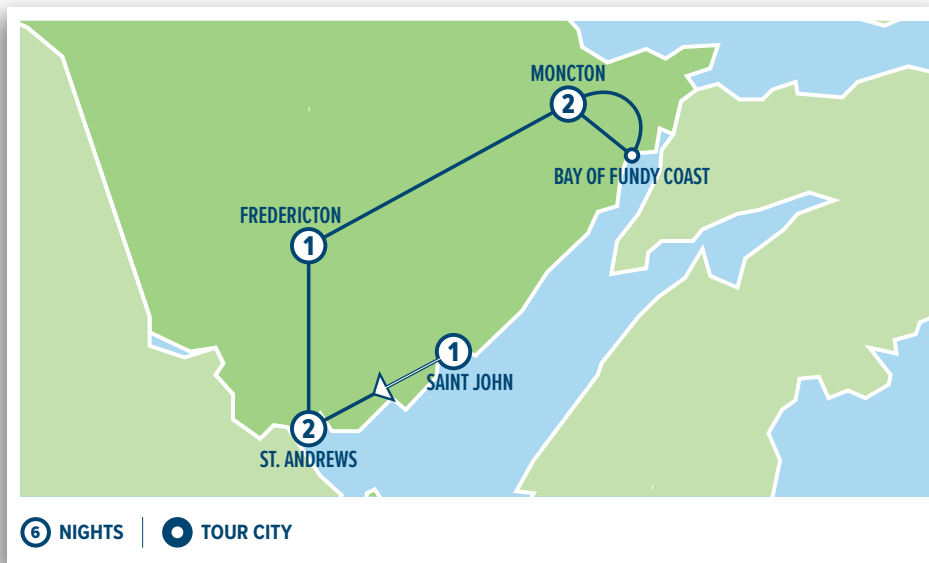 MONCTON
2
BAY OF FUNDY COAST
FREDERICTON
1
1
SAINT JOHN
2
ST. ANDREWS
6 NIGHTS
TOUR CITY